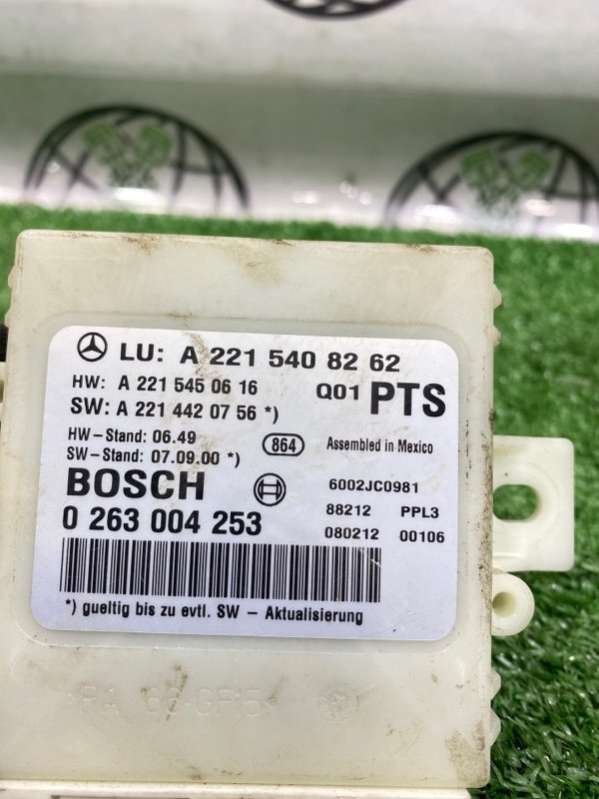 LU: A 221 540 82 62
HW: A 221 545 06 16 Q01 PTS
SW: A 221 442 07 56 *)
HW-Stand: 06.49 864 Assembled in Mexico
SW-Stand: 07.09.00 *)
BOSCH 6002JC0981
0 263 004 253 88212 PPL3
080212 00106
*) gueltig bis zu evtl. SW - Aktualisierung